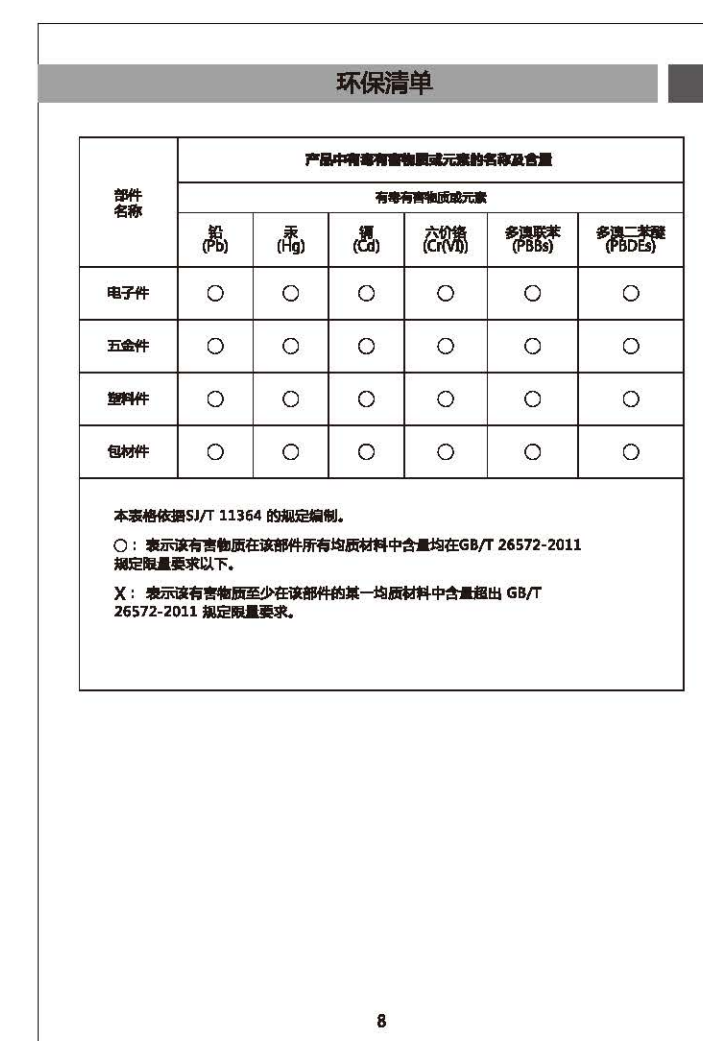 环保清单
产品中有毒有害物质或元素的名称及含量
部件
名称
有毒有害物质或元素
铅 汞 镉 六价铬 多溴联苯 多溴二苯醚
(Pb) (Hg) (Cd) (Cr(VI)) (PBBs) (PBDEs)
电子件 ○ ○ ○ ○ ○ ○
五金件 ○ ○ ○ ○ ○ ○
塑料件 ○ ○ ○ ○ ○ ○
包材件 ○ ○ ○ ○ ○ ○
本表格依据SJ/T 11364 的规定编制。
○：表示该有害物质在该部件所有均质材料中含量均在GB/T 26572-2011
规定限量要求以下。
X：表示该有害物质至少在该部件的某一均质材料中含量超出 GB/T
26572-2011 规定限量要求。
8